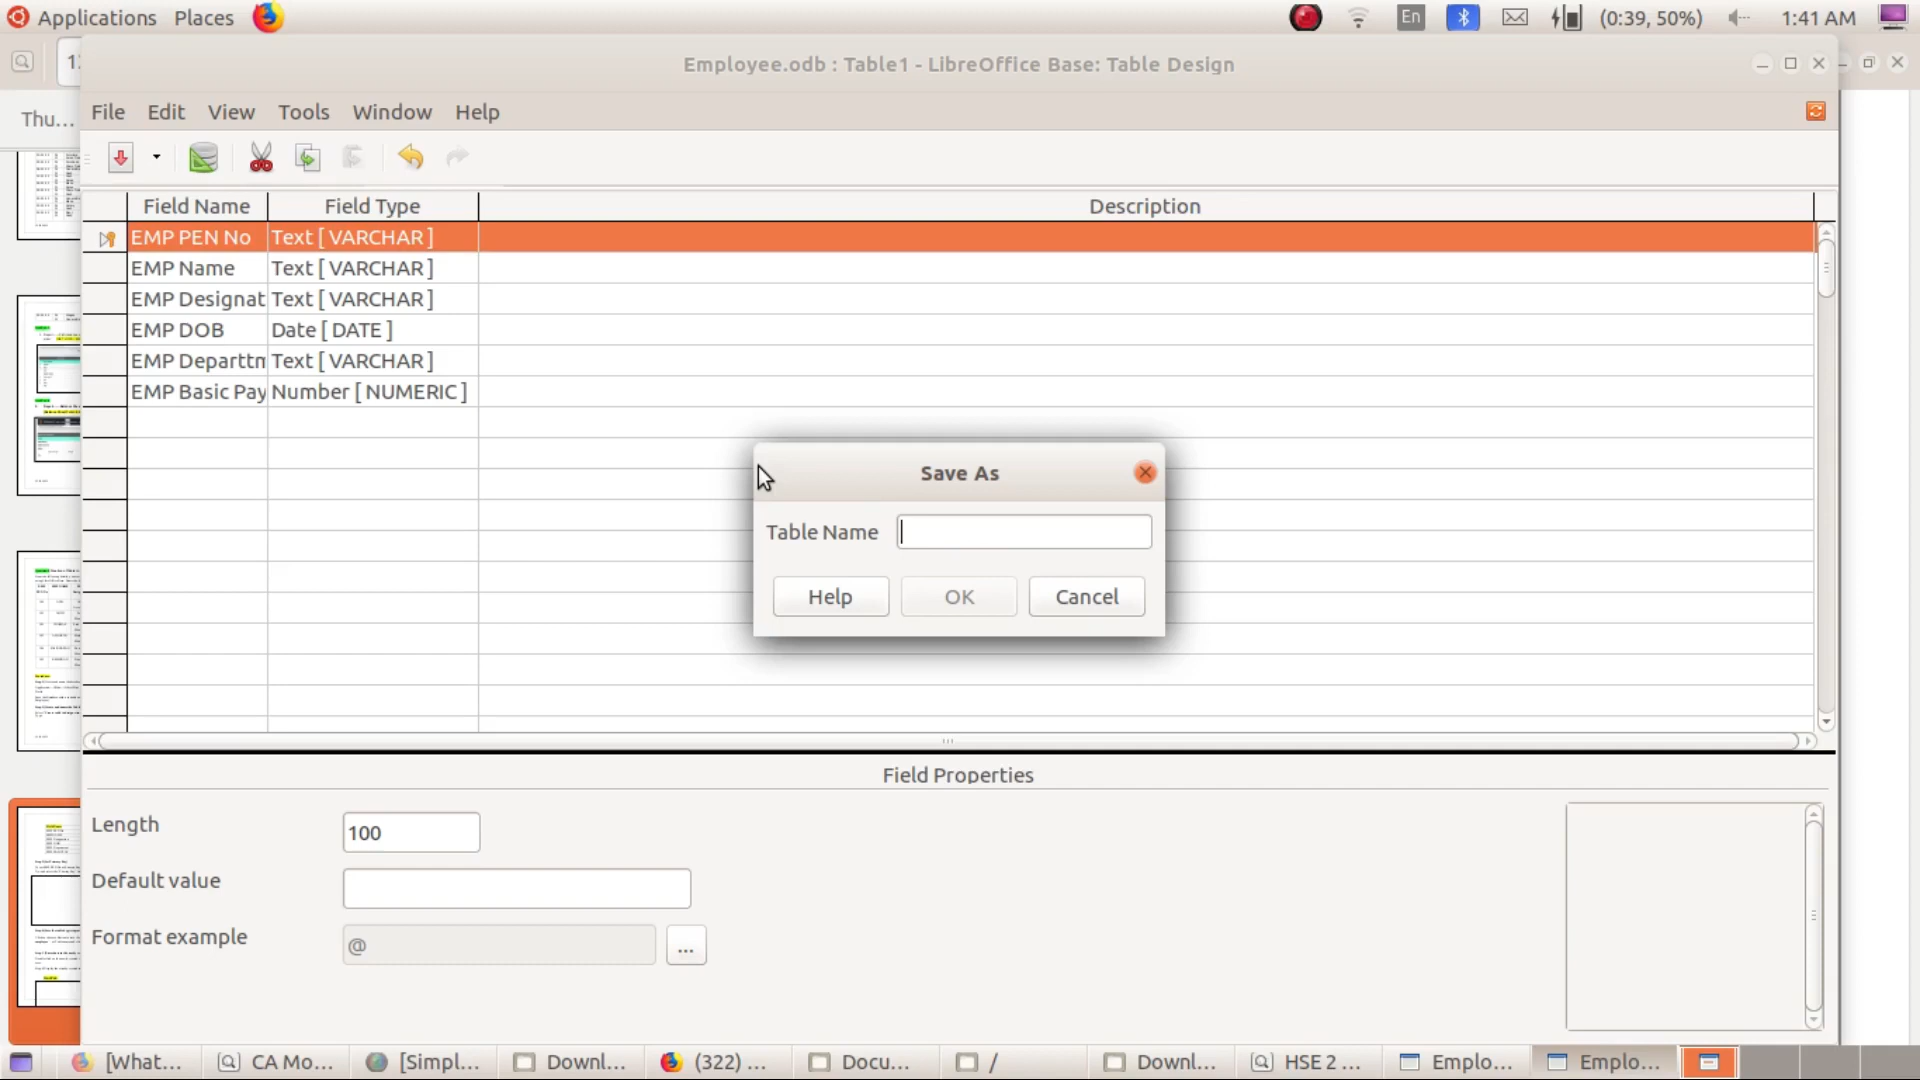 Applications Places En (0:39, 50%) 1:41 AM
Employee.odb : Table1 - LibreOffice Base: Table Design
Thu...
File Edit View Tools Window Help
Field Name Field Type Description
EMP PEN No Text [ VARCHAR ]
EMP Name Text [ VARCHAR ]
EMP Designat Text [ VARCHAR ]
EMP DOB Date [ DATE ]
EMP Departtm Text [ VARCHAR ]
EMP Basic Pay Number [ NUMERIC ]
Save As
Table Name
Help OK Cancel
Field Properties
Length 100
Default value
Format example @ ...
[What... CA Mo... [Simpl... Downl... (322) ... Docu... / Downl... HSE 2 ... Emplo... Emplo...